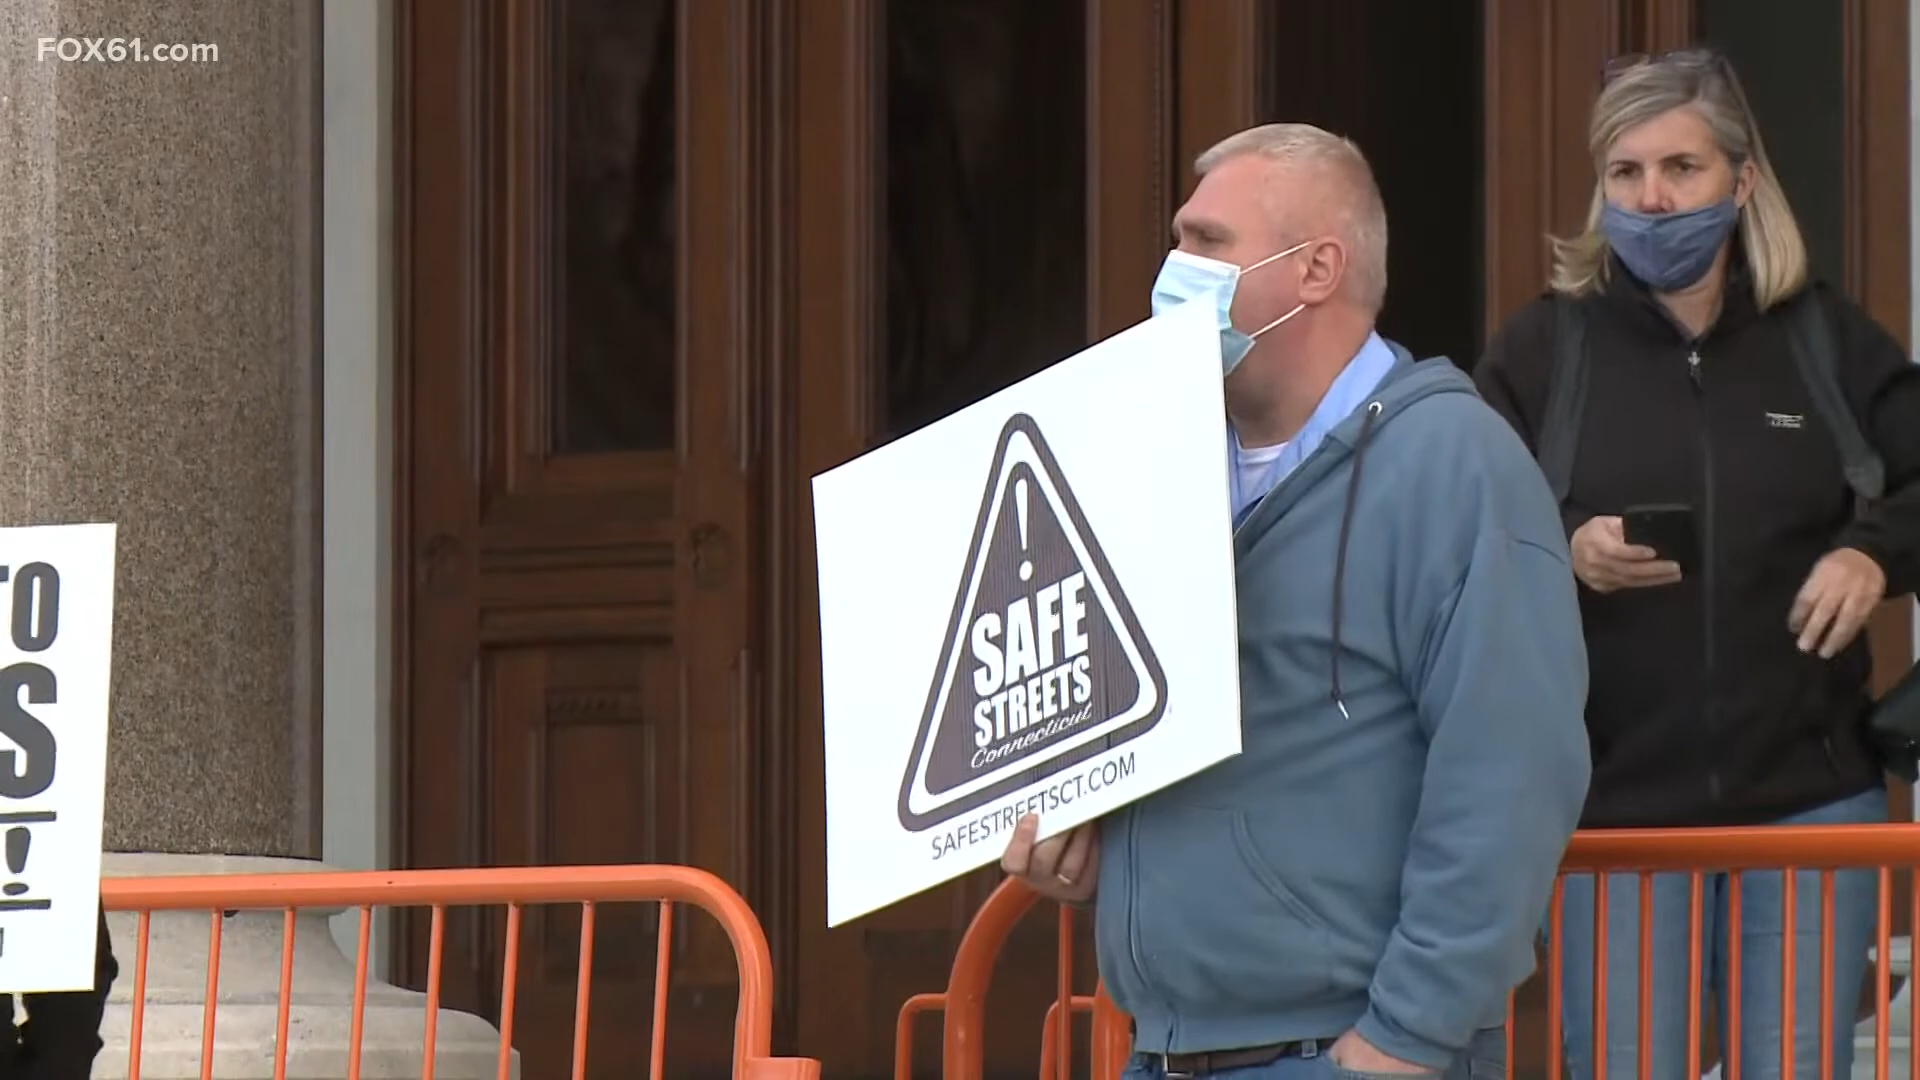 FOX61.com
TO
S
!
!
SAFE
STREETS
Connecticut
SAFESTREETSCT.COM